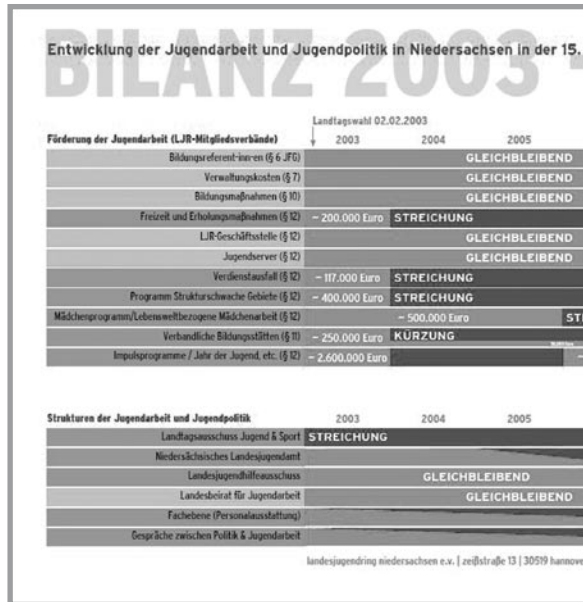 BILANZ 2003 -
Entwicklung der Jugendarbeit und Jugendpolitik in Niedersachsen in der 15.
Landtagswahl 02.02.2003
Förderung der Jugendarbeit (LJR-Mitgliedsverbände) 2003 2004 2005
Bildungsreferent-inn-en (§ 6 JFG) GLEICHBLEIBEND
Verwaltungskosten (§ 7) GLEICHBLEIBEND
Bildungsmaßnahmen (§ 10) GLEICHBLEIBEND
Freizeit und Erholungsmaßnahmen (§ 12) – 200.000 Euro STREICHUNG
LJR-Geschäftsstelle (§ 12) GLEICHBLEIBEND
Jugendserver (§ 12) GLEICHBLEIBEND
Verdienstausfall (§ 12) – 117.000 Euro STREICHUNG
Programm Strukturschwache Gebiete (§ 12) – 400.000 Euro STREICHUNG
Mädchenprogramm/Lebensweltbezogene Mädchenarbeit (§ 12) – 500.000 Euro STR
Verbandliche Bildungsstätten (§ 11) – 250.000 Euro KÜRZUNG
Impulsprogramme / Jahr der Jugend, etc. (§ 12) – 2.600.000 Euro –
Strukturen der Jugendarbeit und Jugendpolitik 2003 2004 2005
Landtagsausschuss Jugend & Sport STREICHUNG
Niedersächsisches Landesjugendamt
Landesjugendhilfeausschuss GLEICHBLEIBEND
Landesbeirat für Jugendarbeit GLEICHBLEIBEND
Fachebene (Personalausstattung)
Gespräche zwischen Politik & Jugendarbeit
landesjugendring niedersachsen e.v. | zeißstraße 13 | 30519 hannove